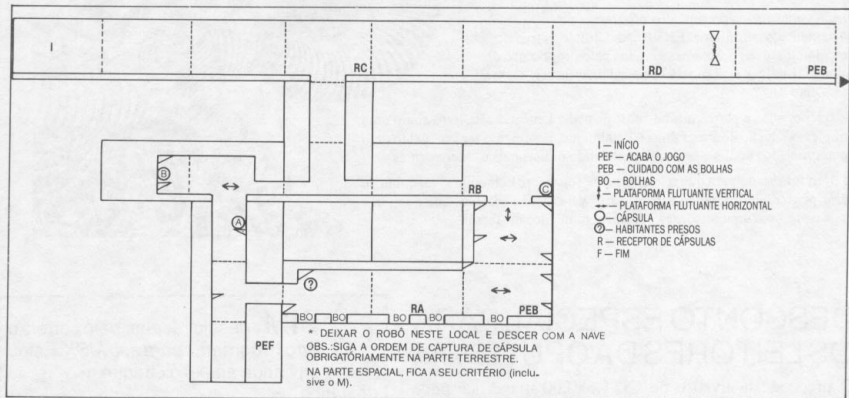 I
RC
RD
PEB
B
RB
C
A
?
RA
PEB
BO
BO
BO
BO
BO
PEF
I — INÍCIO
PEF — ACABA O JOGO
PEB — CUIDADO COM AS BOLHAS
BO — BOLHAS
— PLATAFORMA FLUTUANTE VERTICAL
— PLATAFORMA FLUTUANTE HORIZONTAL
— CÁPSULA
? — HABITANTES PRESOS
R — RECEPTOR DE CÁPSULAS
F — FIM
* DEIXAR O ROBÔ NESTE LOCAL E DESCER COM A NAVE
OBS.:SIGA A ORDEM DE CAPTURA DE CÁPSULA
OBRIGATÓRIAMENTE NA PARTE TERRESTRE.
NA PARTE ESPACIAL, FICA A SEU CRITÉRIO (inclu-
sive o M).